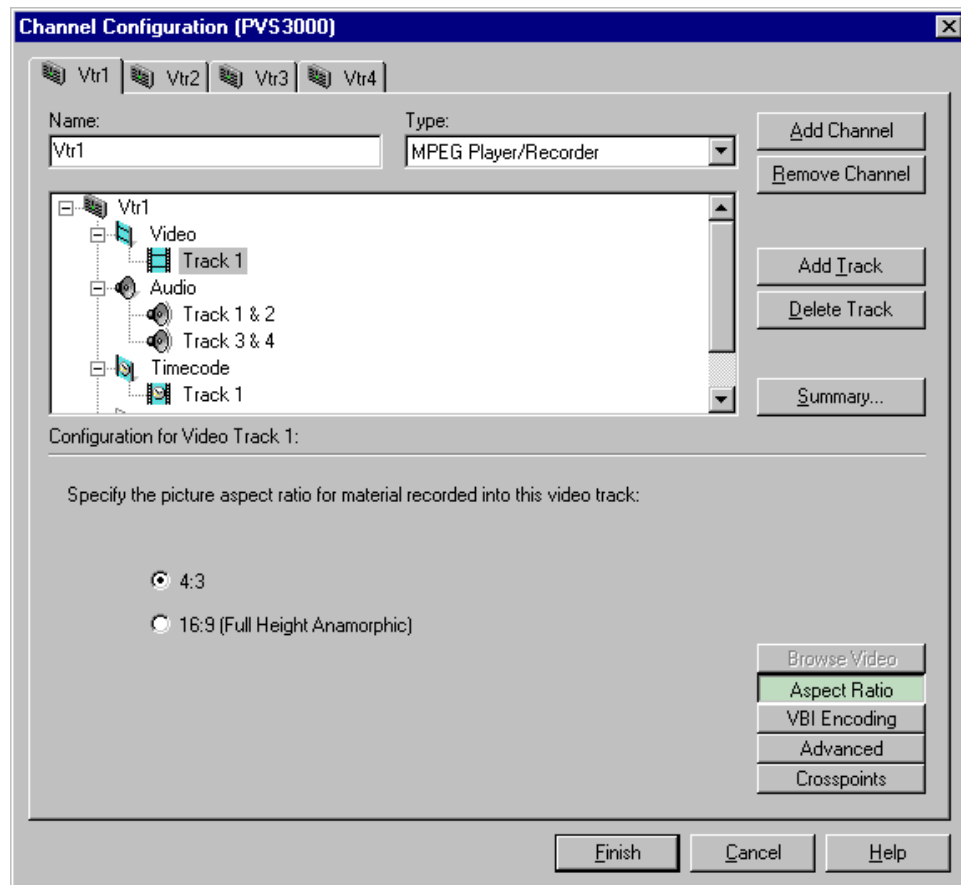 Channel Configuration (PVS3000)
Vtr1 Vtr2 Vtr3 Vtr4
Name: Type:
Vtr1 MPEG Player/Recorder
Add Channel
Remove Channel
Vtr1
Video
Track 1
Audio
Track 1 & 2
Track 3 & 4
Timecode
Track 1
Add Track
Delete Track
Summary...
Configuration for Video Track 1:
Specify the picture aspect ratio for material recorded into this video track:
4:3
16:9 (Full Height Anamorphic)
Browse Video
Aspect Ratio
VBI Encoding
Advanced
Crosspoints
Finish Cancel Help